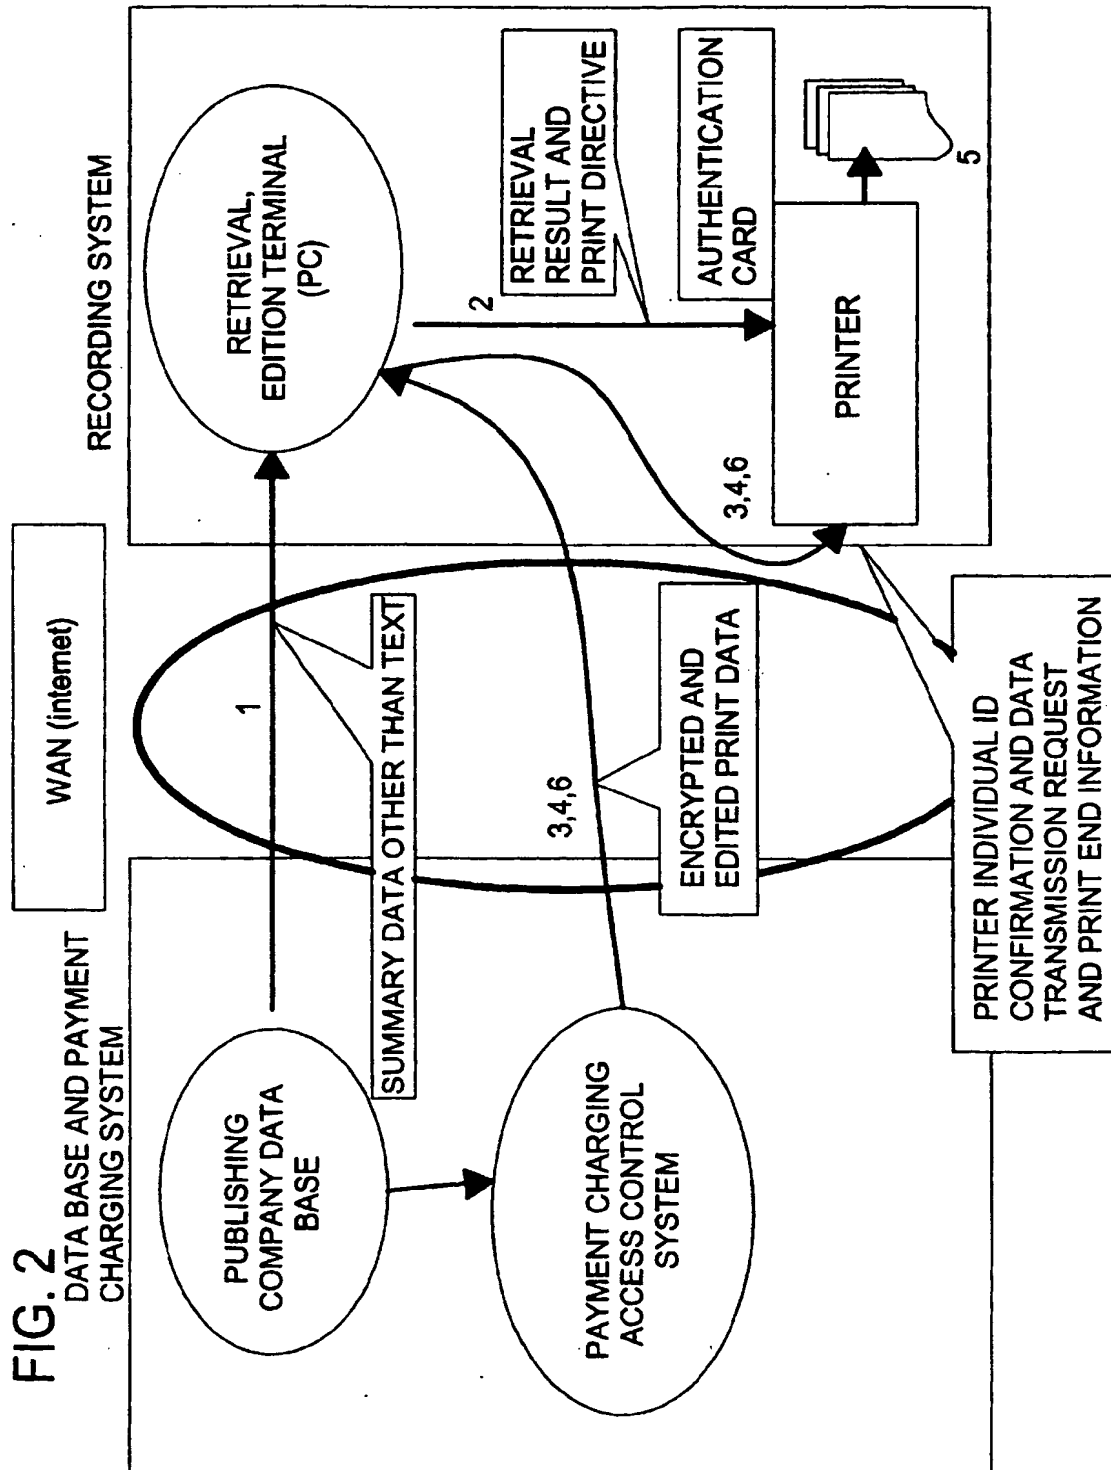 FIG. 2
DATA BASE AND PAYMENT
CHARGING SYSTEM
WAN (internet)
RECORDING SYSTEM
PUBLISHING
COMPANY DATA
BASE
1
SUMMARY DATA OTHER THAN TEXT
RETRIEVAL,
EDITION TERMINAL
(PC)
2
RETRIEVAL
RESULT AND
PRINT DIRECTIVE
PAYMENT CHARGING
ACCESS CONTROL
SYSTEM
3,4,6
ENCRYPTED AND
EDITED PRINT DATA
3,4,6
AUTHENTICATION
CARD
PRINTER
5
PRINTER INDIVIDUAL ID
CONFIRMATION AND DATA
TRANSMISSION REQUEST
AND PRINT END INFORMATION